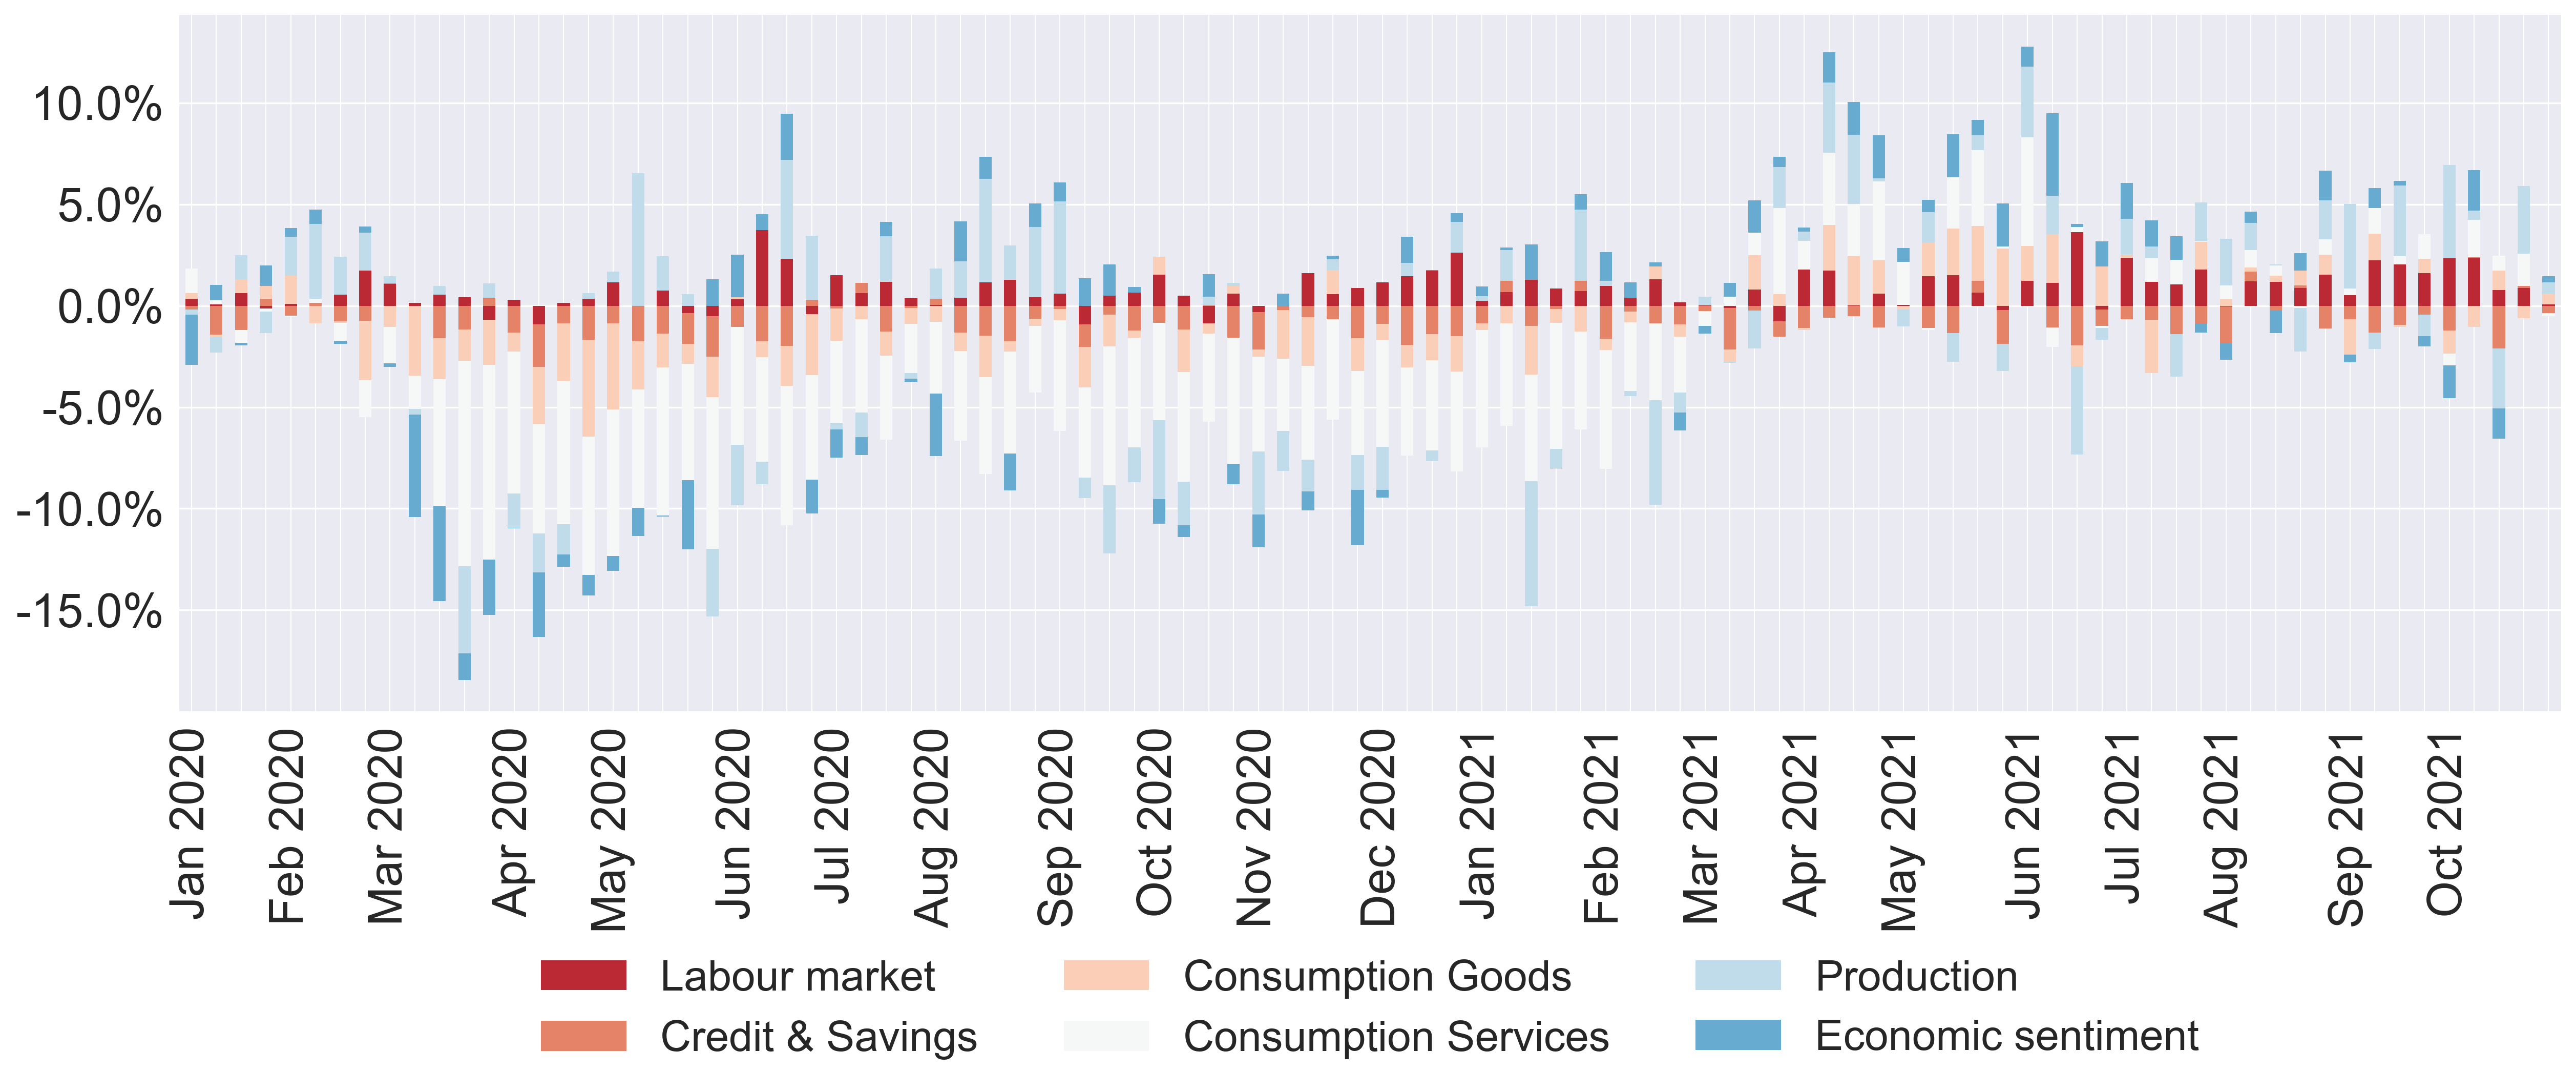 10.0%
5.0%
0.0%
-5.0%
-10.0%
-15.0%
Jan 2020
Feb 2020
Mar 2020
Apr 2020
May 2020
Jun 2020
Jul 2020
Aug 2020
Sep 2020
Oct 2020
Nov 2020
Dec 2020
Jan 2021
Feb 2021
Mar 2021
Apr 2021
May 2021
Jun 2021
Jul 2021
Aug 2021
Sep 2021
Oct 2021
Labour market
Credit & Savings
Consumption Goods
Consumption Services
Production
Economic sentiment